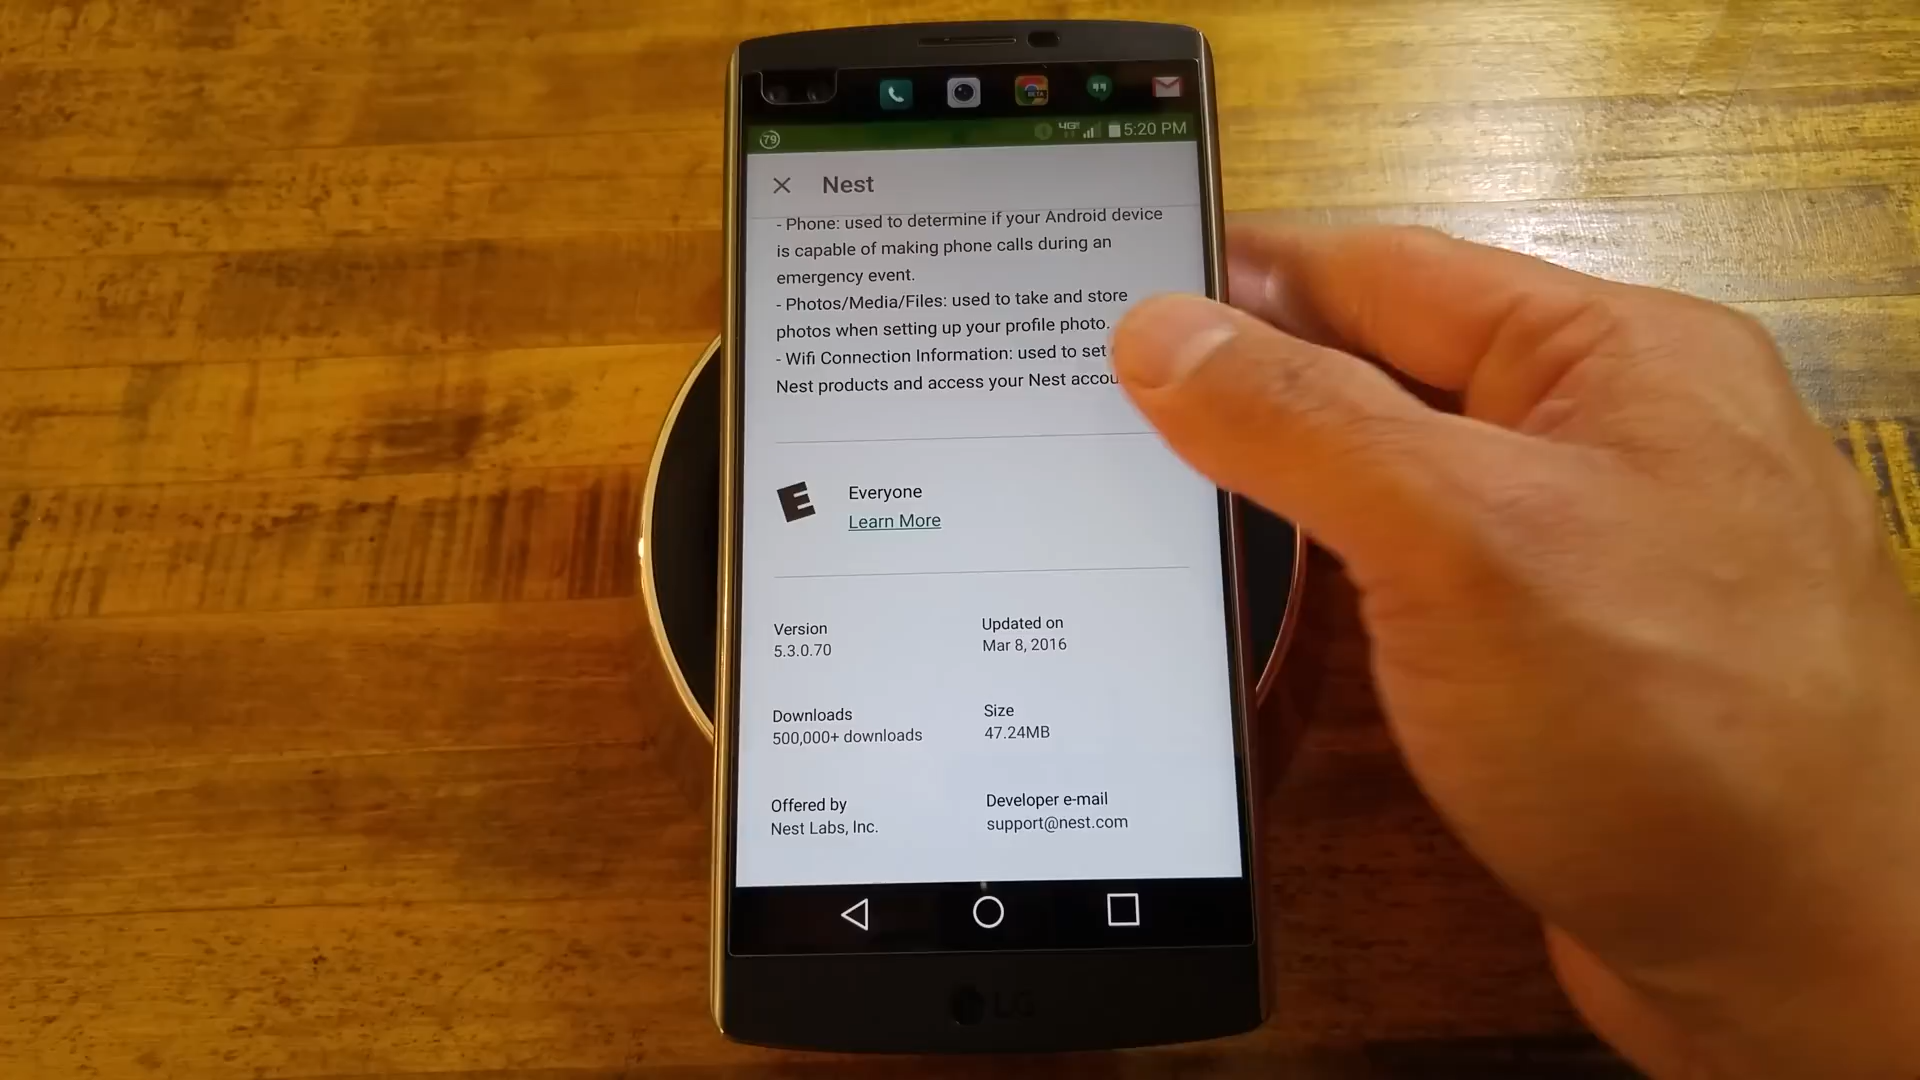 BETA
79
4G
5:20 PM
Nest
- Phone: used to determine if your Android device
is capable of making phone calls during an
emergency event.
- Photos/Media/Files: used to take and store
photos when setting up your profile photo.
- Wifi Connection Information: used to set
Nest products and access your Nest
E
Everyone
Learn More
Version
5.3.0.70
Updated on
Mar 8, 2016
Downloads
500,000+ downloads
Size
47.24MB
Offered by
Nest Labs, Inc.
Developer e-mail
support@nest.com
LG